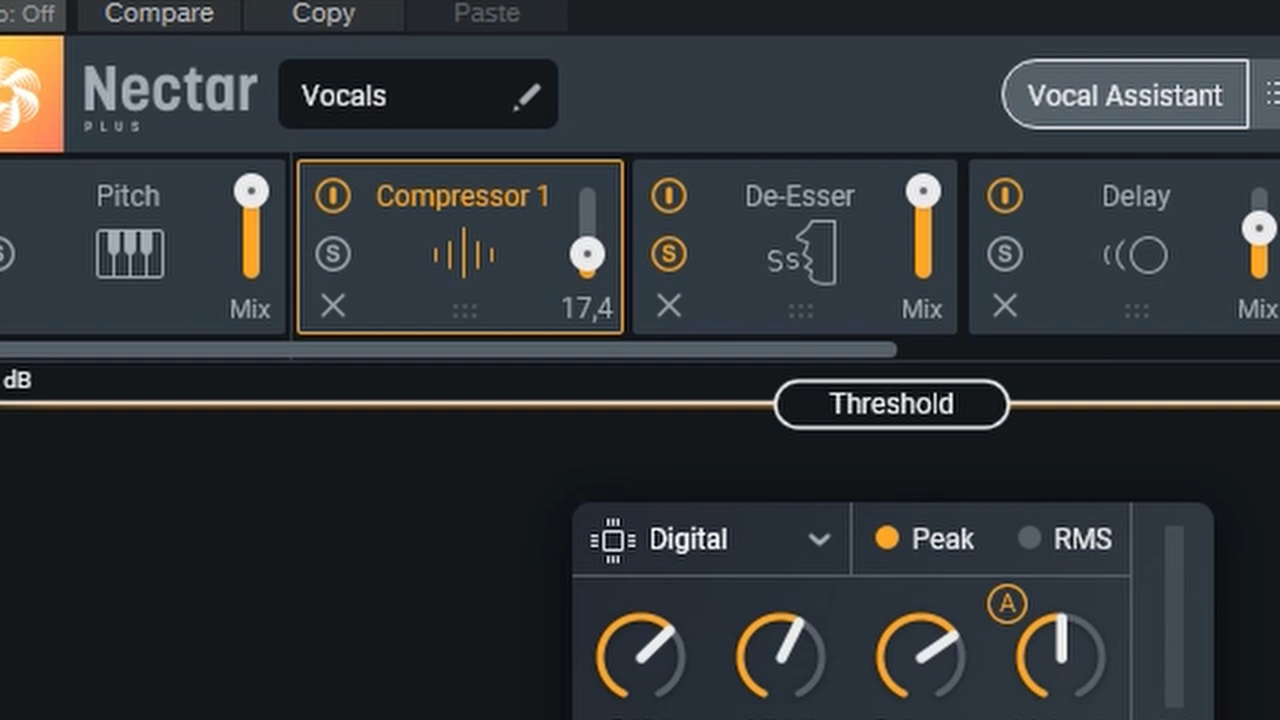 o: Off Compare Copy Paste
Nectar
PLUS
Vocals
Vocal Assistant
Pitch
Mix
Compressor 1
S
17,4
De-Esser
S
Ss
Mix
Delay
S
Mix
dB
Threshold
Digital
Peak
RMS
A